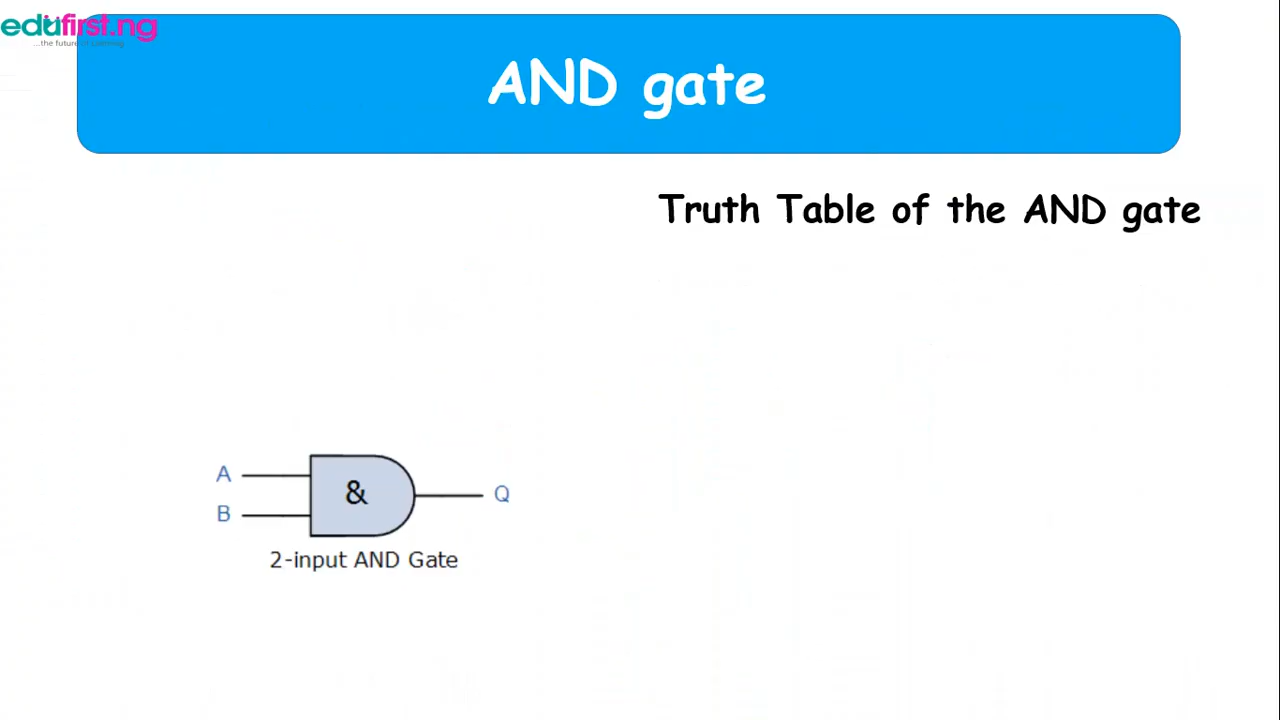 edufirst.ng
...the future of Learning
AND gate
Truth Table of the AND gate
A
&
Q
B
2-input AND Gate